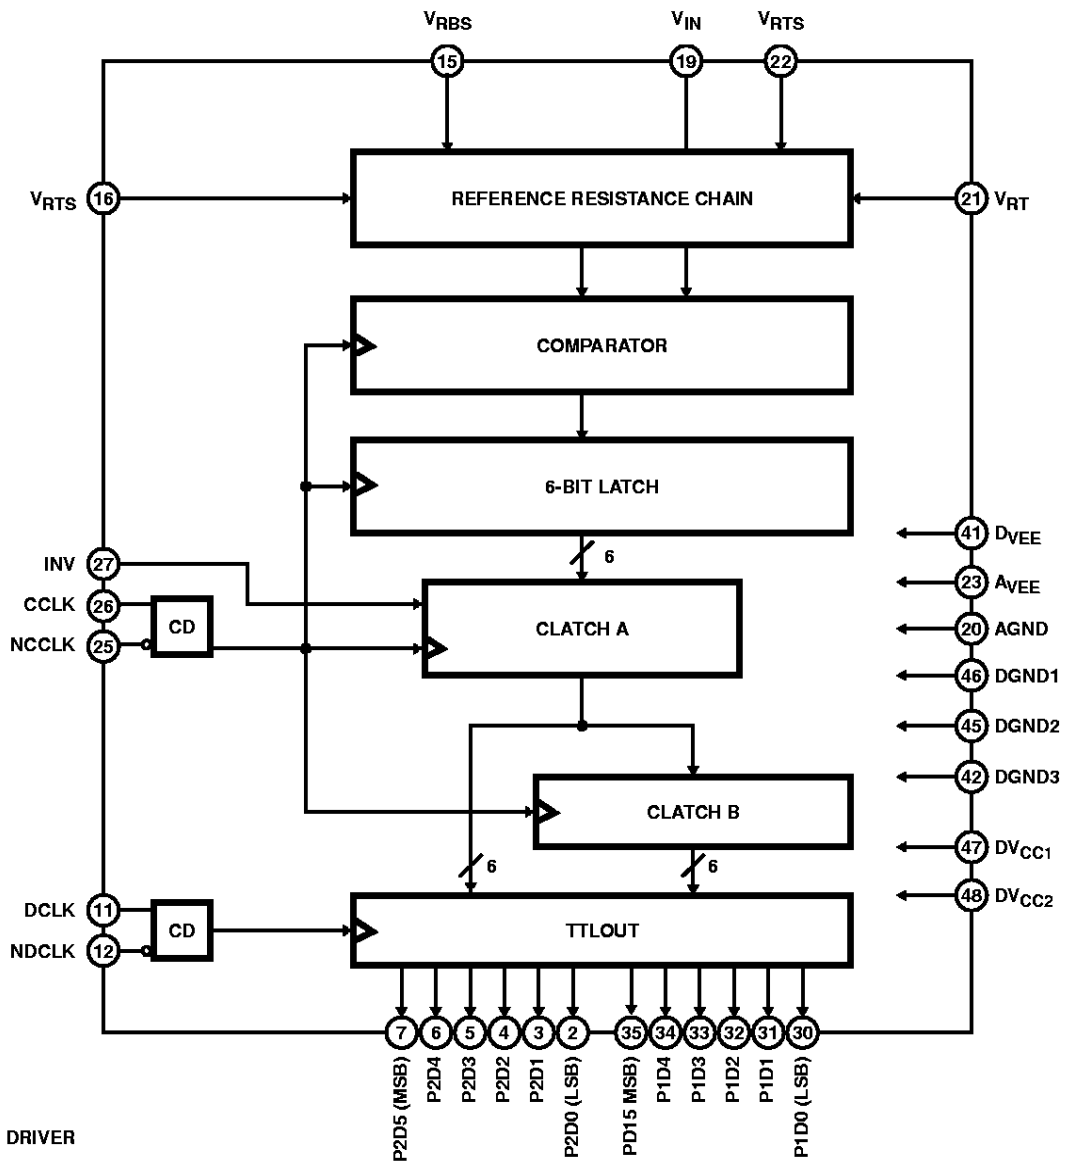 VRBS VIN VRTS
15 19 22
VRTS 16 REFERENCE RESISTANCE CHAIN 21 VRT
COMPARATOR
6-BIT LATCH
41 DVEE
6
INV 27
23 AVEE
CCLK 26
CD
CLATCH A
20 AGND
NCCLK 25
46 DGND1
45 DGND2
42 DGND3
CLATCH B
47 DVCC1
6 6
48 DVCC2
DCLK 11
CD
TTLOUT
NDCLK 12
7 6 5 4 3 2 35 34 33 32 31 30
P2D5 (MSB)
P2D4
P2D3
P2D2
P2D1
P2D0 (LSB)
PD15 MSB)
P1D4
P1D3
P1D2
P1D1
P1D0 (LSB)
DRIVER